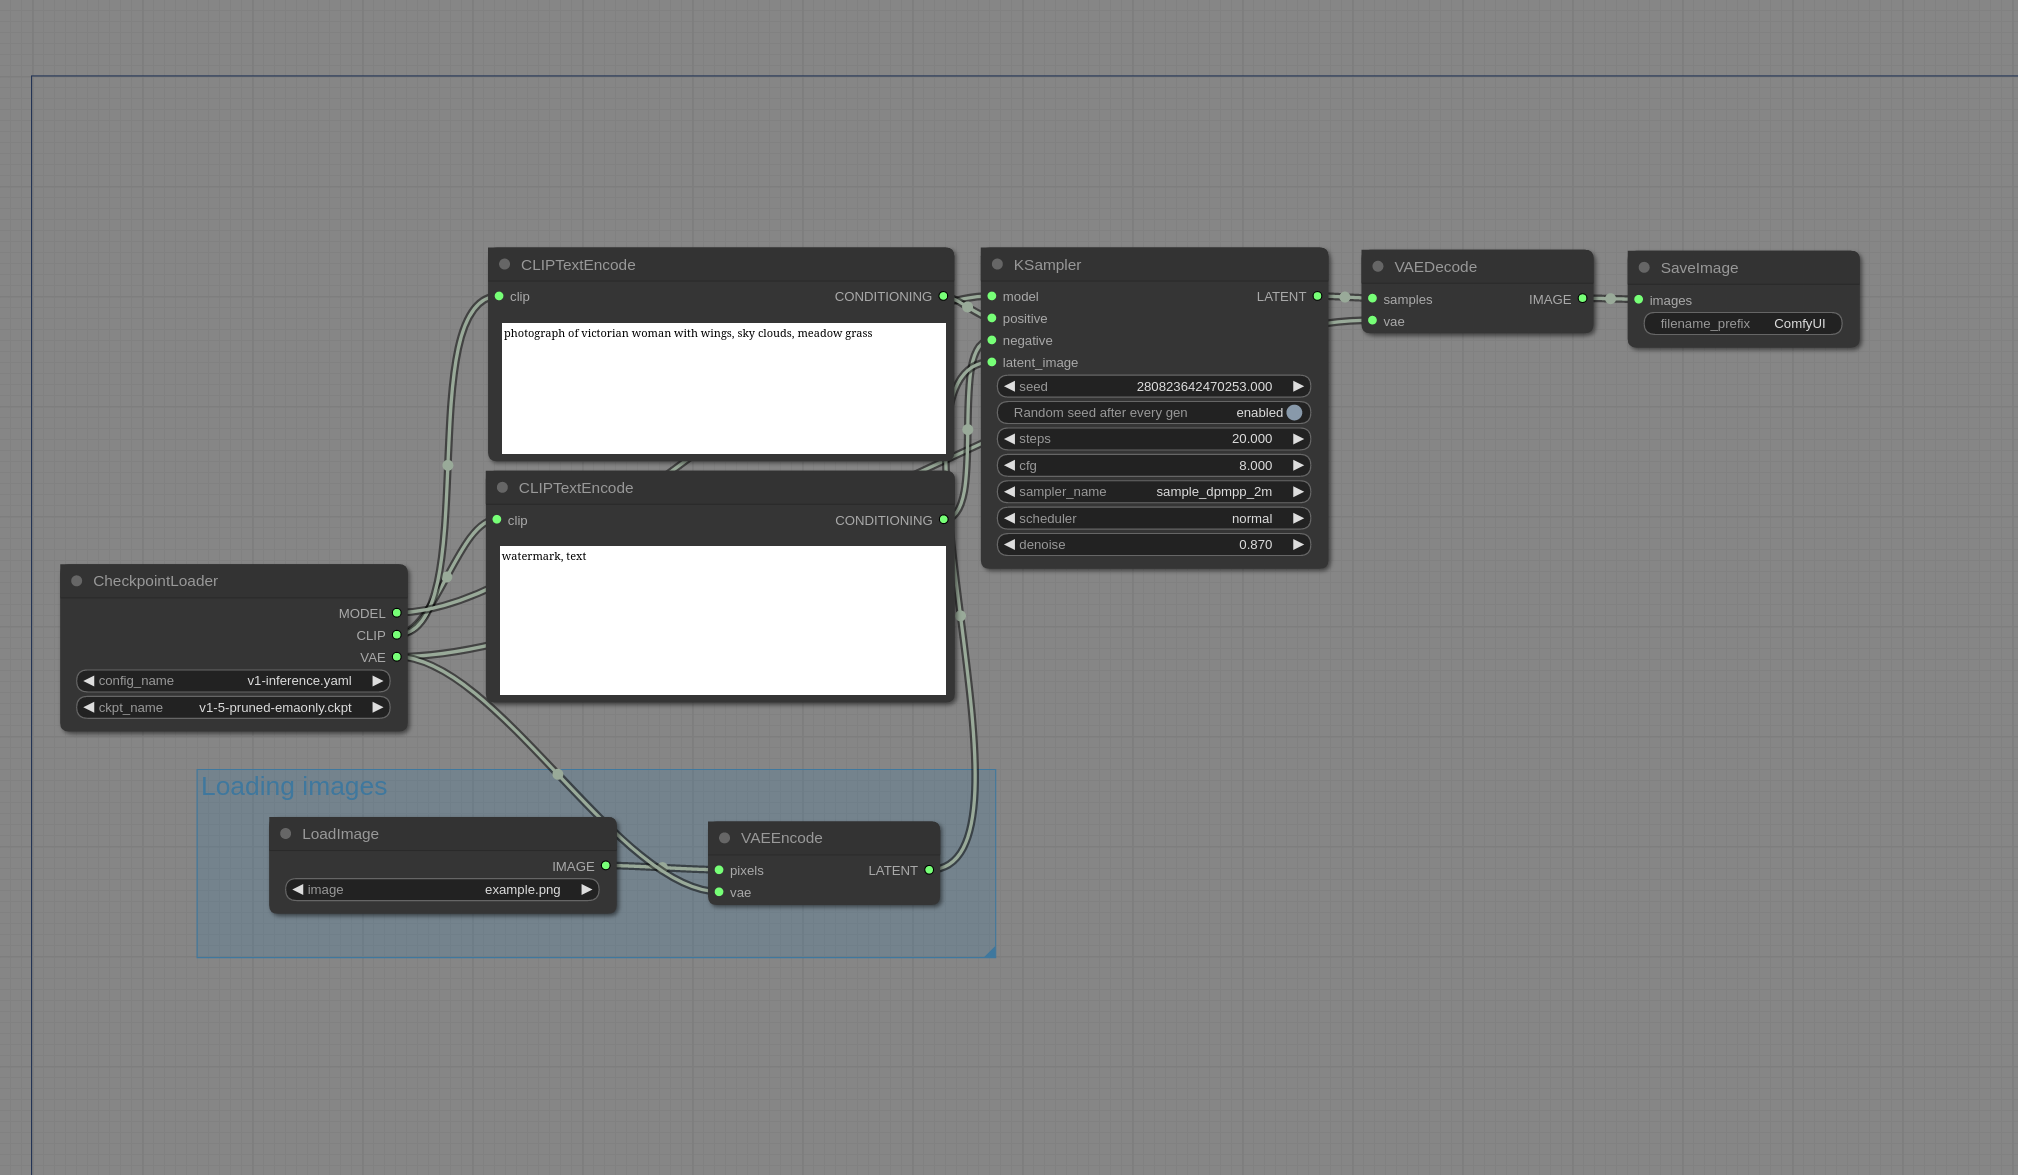 CLIPTextEncode
clip CONDITIONING
photograph of victorian woman with wings, sky clouds, meadow grass
CLIPTextEncode
clip CONDITIONING
watermark, text
KSampler
model LATENT
positive
negative
latent_image
seed 280823642470253.000
Random seed after every gen enabled
steps 20.000
cfg 8.000
sampler_name sample_dpmpp_2m
scheduler normal
denoise 0.870
VAEDecode
samples IMAGE
vae
SaveImage
images
filename_prefix ComfyUI
CheckpointLoader
MODEL
CLIP
VAE
config_name v1-inference.yaml
ckpt_name v1-5-pruned-emaonly.ckpt
Loading images
LoadImage
IMAGE
image example.png
VAEEncode
pixels LATENT
vae